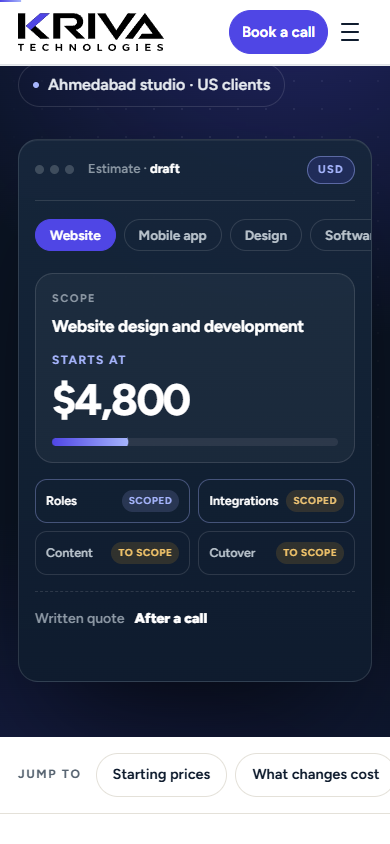 KRIVA
TECHNOLOGIES
Book a call
Ahmedabad studio · US clients
Estimate · draft
USD
Website
Mobile app
Design
Softwa
SCOPE
Website design and development
STARTS AT
$4,800
Roles
SCOPED
Integrations
SCOPED
Content
TO SCOPE
Cutover
TO SCOPE
Written quote After a call
JUMP TO
Starting prices
What changes cost